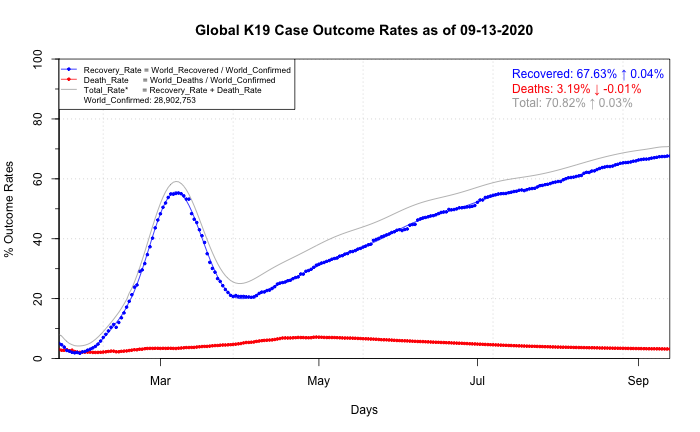 Global K19 Case Outcome Rates as of 09-13-2020
Recovery_Rate = World_Recovered / World_Confirmed
Death_Rate = World_Deaths / World_Confirmed
Total_Rate* = Recovery_Rate + Death_Rate
World_Confirmed: 28,902,753
Recovered: 67.63% ↑ 0.04%
Deaths: 3.19% ↓ -0.01%
Total: 70.82% ↑ 0.03%
% Outcome Rates
100
80
60
40
20
0
Mar May Jul Sep
Days